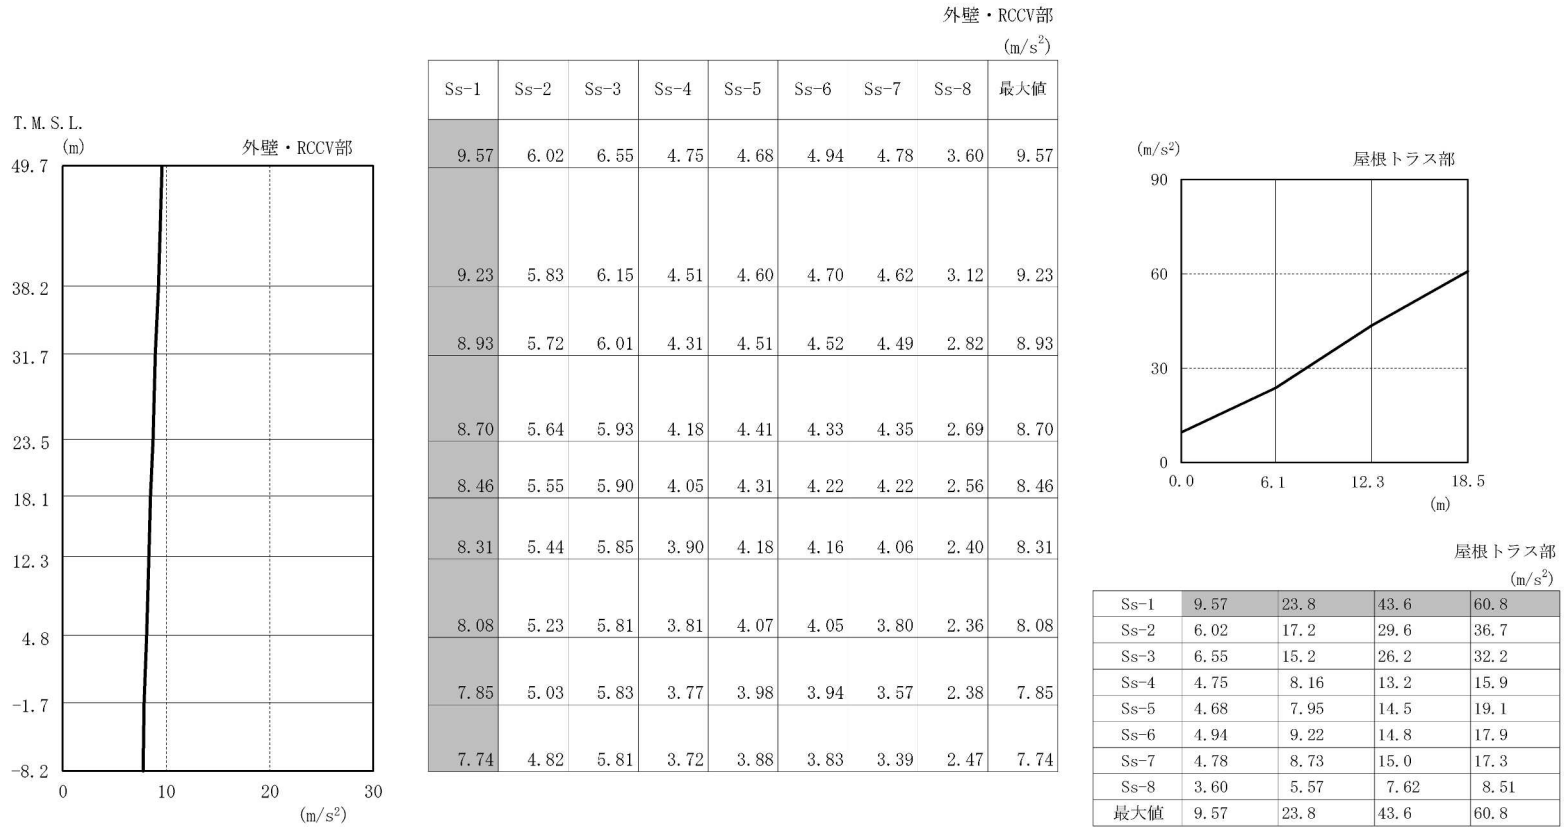 T.M.S.L.
(m)
外壁・RCCV部
49.7
38.2
31.7
23.5
18.1
12.3
4.8
-1.7
-8.2
0 10 20 30
(m/s²)
外壁・RCCV部
(m/s²)
Ss-1 Ss-2 Ss-3 Ss-4 Ss-5 Ss-6 Ss-7 Ss-8 最大値
9.57 6.02 6.55 4.75 4.68 4.94 4.78 3.60 9.57
9.23 5.83 6.15 4.51 4.60 4.70 4.62 3.12 9.23
8.93 5.72 6.01 4.31 4.51 4.52 4.49 2.82 8.93
8.70 5.64 5.93 4.18 4.41 4.33 4.35 2.69 8.70
8.46 5.55 5.90 4.05 4.31 4.22 4.22 2.56 8.46
8.31 5.44 5.85 3.90 4.18 4.16 4.06 2.40 8.31
8.08 5.23 5.81 3.81 4.07 4.05 3.80 2.36 8.08
7.85 5.03 5.83 3.77 3.98 3.94 3.57 2.38 7.85
7.74 4.82 5.81 3.72 3.88 3.83 3.39 2.47 7.74
(m/s²)
屋根トラス部
90
60
30
0
0.0 6.1 12.3 18.5
(m)
屋根トラス部
(m/s²)
Ss-1 9.57 23.8 43.6 60.8
Ss-2 6.02 17.2 29.6 36.7
Ss-3 6.55 15.2 26.2 32.2
Ss-4 4.75 8.16 13.2 15.9
Ss-5 4.68 7.95 14.5 19.1
Ss-6 4.94 9.22 14.8 17.9
Ss-7 4.78 8.73 15.0 17.3
Ss-8 3.60 5.57 7.62 8.51
最大値 9.57 23.8 43.6 60.8